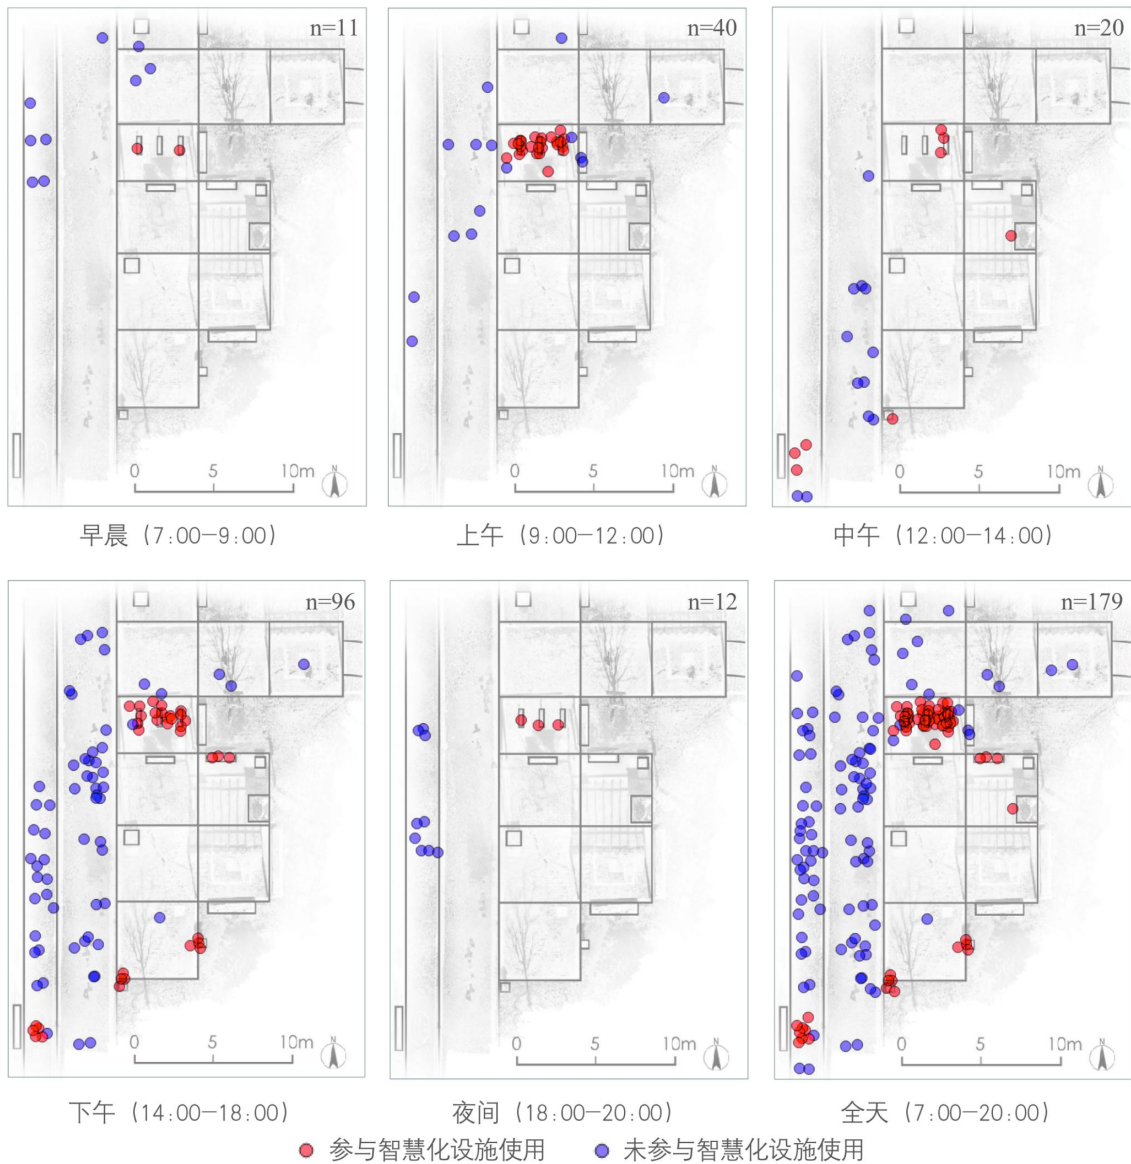 n=11
n=40
n=20
0 5 10m N
0 5 10m N
0 5 10m N
早晨 (7:00—9:00)
上午 (9:00—12:00)
中午 (12:00—14:00)
n=96
n=12
n=179
0 5 10m N
0 5 10m N
0 5 10m N
下午 (14:00—18:00)
夜间 (18:00—20:00)
全天 (7:00—20:00)
参与智慧化设施使用
未参与智慧化设施使用